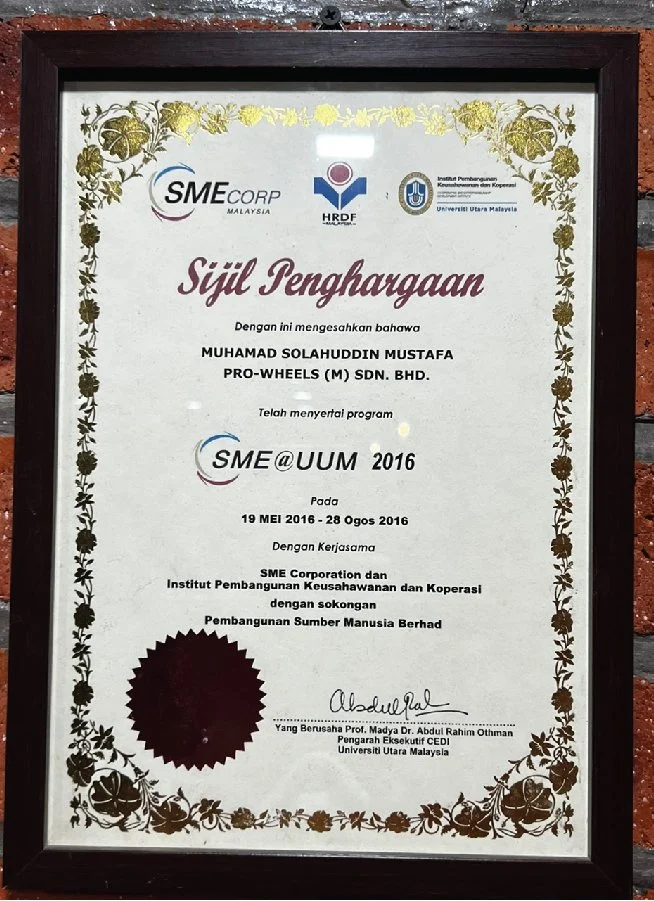 SMECORP
MALAYSIA
HRDF
MALAYSIA
Institut Pembangunan
Keusahawanan dan Koperasi
Universiti Utara Malaysia
Sijil Penghargaan
Dengan ini mengesahkan bahawa
MUHAMAD SOLAHUDDIN MUSTAFA
PRO-WHEELS (M) SDN. BHD.
Telah menyertai program
SME@UUM 2016
Pada
19 MEI 2016 - 28 Ogos 2016
Dengan Kerjasama
SME Corporation dan
Institut Pembangunan Keusahawanan dan Koperasi
dengan sokongan
Pembangunan Sumber Manusia Berhad
Yang Berusaha Prof. Madya Dr. Abdul Rahim Othman
Pengarah Eksekutif CEDI
Universiti Utara Malaysia